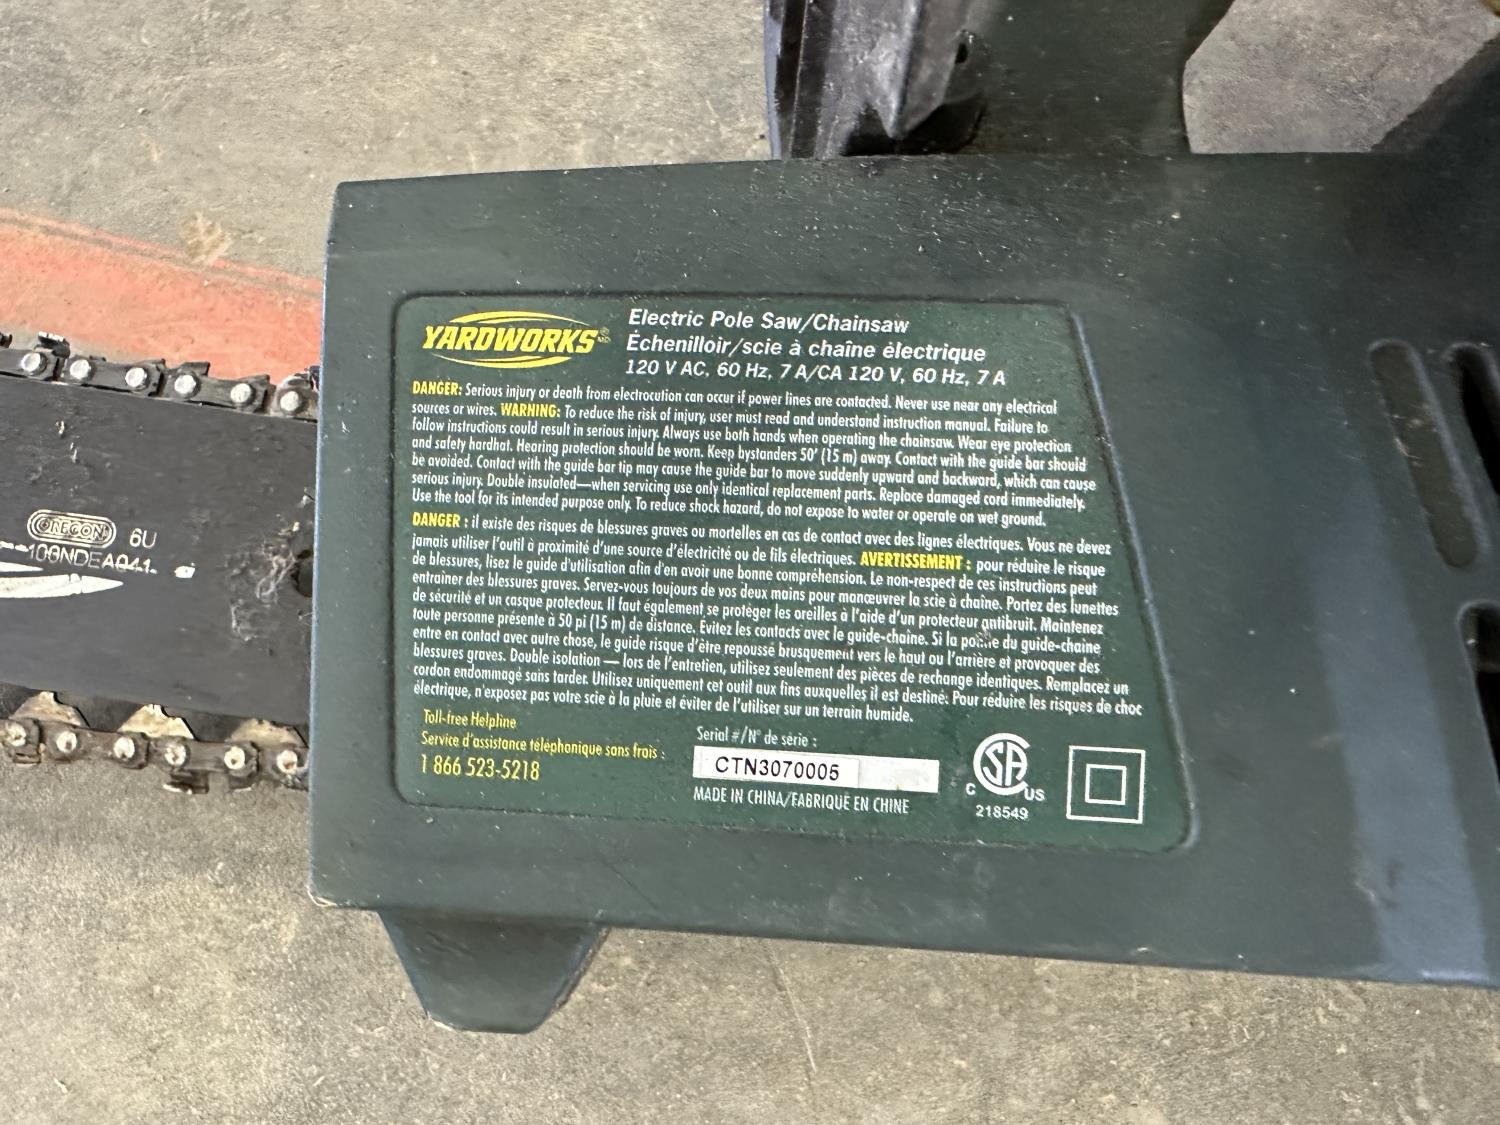 YARDWORKS® MD
Electric Pole Saw/Chainsaw
Échenilloir/scie à chaîne électrique
120 V AC, 60 Hz, 7 A/CA 120 V, 60 Hz, 7 A
DANGER: Serious injury or death from electrocution can occur if power lines are contacted. Never use near any electrical
sources or wires. WARNING: To reduce the risk of injury, user must read and understand instruction manual. Failure to
follow instructions could result in serious injury. Always use both hands when operating the chainsaw. Wear eye protection
and safety hardhat. Hearing protection should be worn. Keep bystanders 50' (15 m) away. Contact with the guide bar should
be avoided. Contact with the guide bar tip may cause the guide bar to move suddenly upward and backward, which can cause
serious injury. Double insulated—when servicing use only identical replacement parts. Replace damaged cord immediately.
Use the tool for its intended purpose only. To reduce shock hazard, do not expose to water or operate on wet ground.
DANGER : il existe des risques de blessures graves ou mortelles en cas de contact avec des lignes électriques. Vous ne devez
jamais utiliser l'outil à proximité d'une source d'électricité ou de fils électriques. AVERTISSEMENT : pour réduire le risque
de blessures, lisez le guide d'utilisation afin d'en avoir une bonne compréhension. Le non-respect de ces instructions peut
entraîner des blessures graves. Servez-vous toujours de vos deux mains pour manœuvrer la scie à chaîne. Portez des lunettes
de sécurité et un casque protecteur. Il faut également se protéger les oreilles à l'aide d'un protecteur antibruit. Maintenez
toute personne présente à 50 pi (15 m) de distance. Évitez les contacts avec le guide-chaîne. Si la pointe du guide-chaîne
entre en contact avec autre chose, le guide risque d'être repoussé brusquement vers le haut ou l'arrière et provoquer des
blessures graves. Double isolation — lors de l'entretien, utilisez seulement des pièces de rechange identiques. Remplacez un
cordon endommagé sans tarder. Utilisez uniquement cet outil aux fins auxquelles il est destiné. Pour réduire les risques de choc
électrique, n'exposez pas votre scie à la pluie et éviter de l'utiliser sur un terrain humide.
Toll-free Helpline
Service d'assistance téléphonique sans frais :
1 866 523-5218
Serial #/N° de série :
CTN3070005
MADE IN CHINA/FABRIQUÉ EN CHINE
C SA US
218549
OREGON 6U
100NDEA041